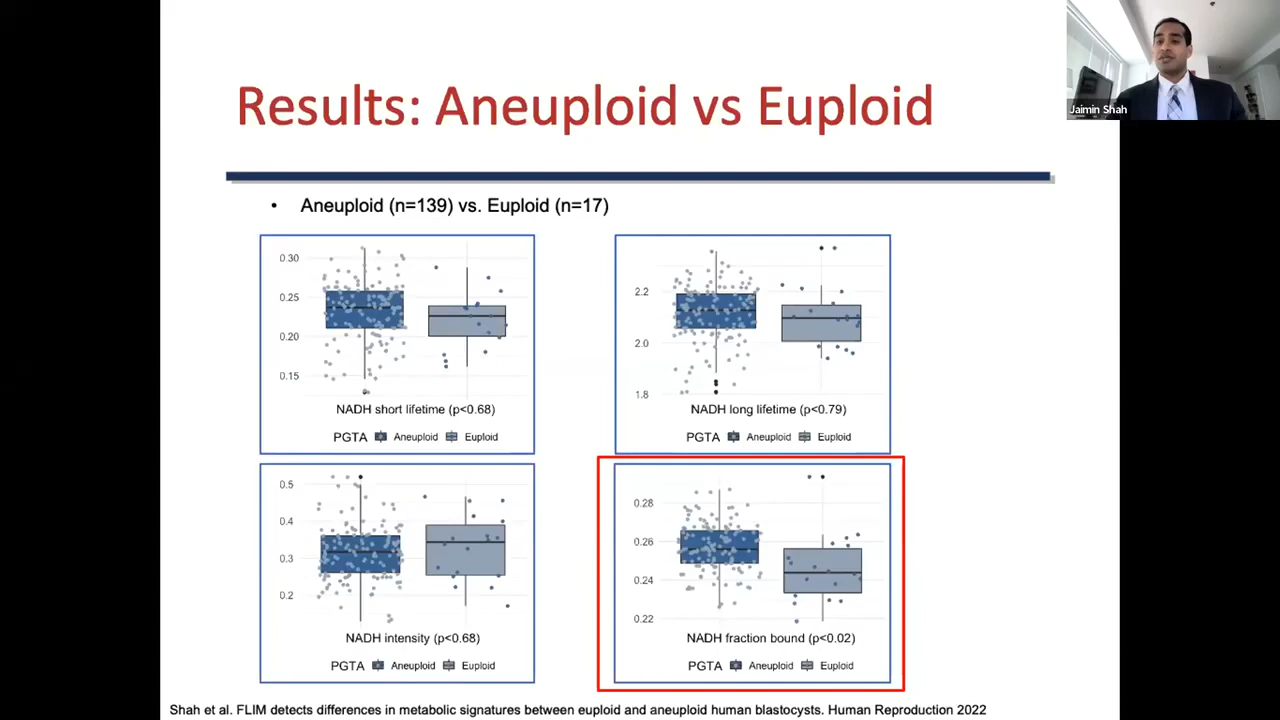 Jaimin Shah
Results: Aneuploid vs Euploid
• Aneuploid (n=139) vs. Euploid (n=17)
0.30
0.25
0.20
0.15
NADH short lifetime (p<0.68)
PGTA Aneuploid Euploid
2.2
2.0
1.8
NADH long lifetime (p<0.79)
PGTA Aneuploid Euploid
0.5
0.4
0.3
0.2
NADH intensity (p<0.68)
PGTA Aneuploid Euploid
0.28
0.26
0.24
0.22
NADH fraction bound (p<0.02)
PGTA Aneuploid Euploid
Shah et al. FLIM detects differences in metabolic signatures between euploid and aneuploid human blastocysts. Human Reproduction 2022